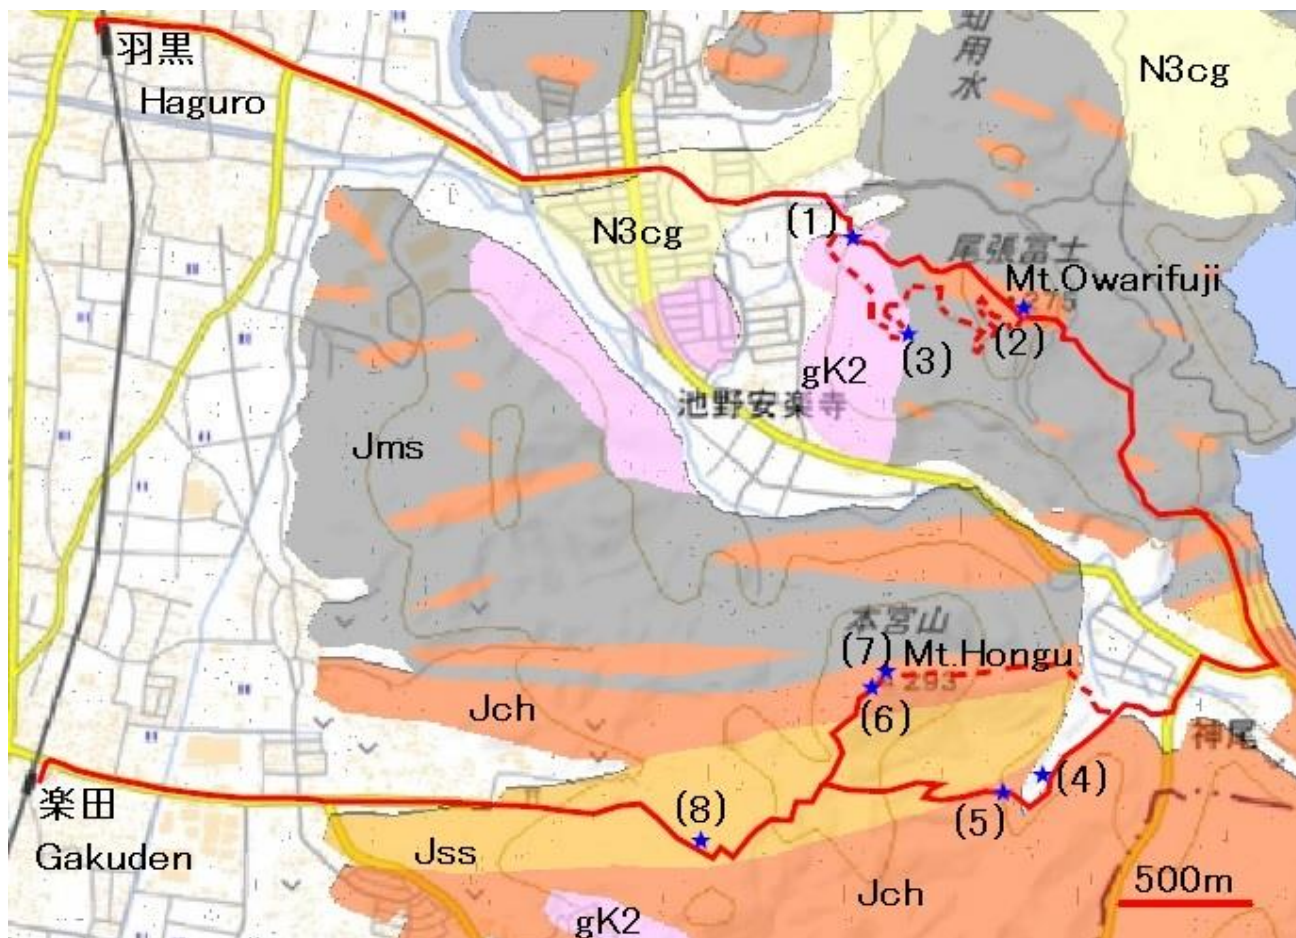 知用水
N3cg
羽黒
Haguro
(1)
N3cg
尾張富士
Mt.Owarifuji
275
(2)
(3)
gK2
池野安楽寺
Jms
本宮山
(7)
Mt.Hongu
293
Jch
(6)
神尾
(4)
楽田
(8)
(5)
Gakuden
Jss
Jch
500m
gK2